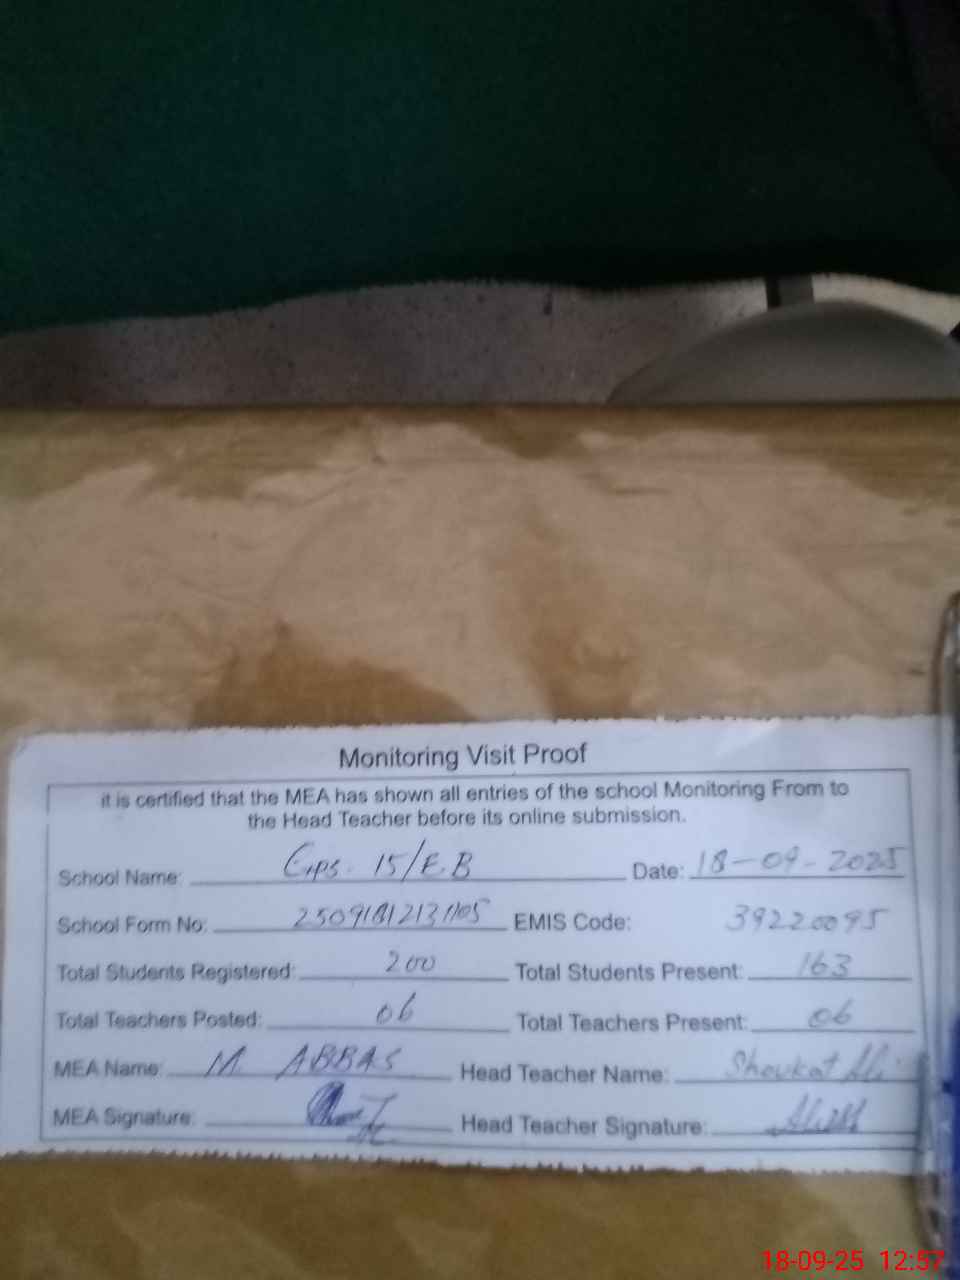 Monitoring Visit Proof
it is certified that the MEA has shown all entries of the school Monitoring From to
the Head Teacher before its online submission.
School Name: Gps. 15/E.B Date: 18-09-2025
School Form No: EMIS Code: 39220095
Total Students Registered: 200 Total Students Present: 163
Total Teachers Posted: 06 Total Teachers Present: 06
MEA Name: M. ABBAS Head Teacher Name: Shoukat Ali
MEA Signature: Head Teacher Signature:
18-09-25 12:57